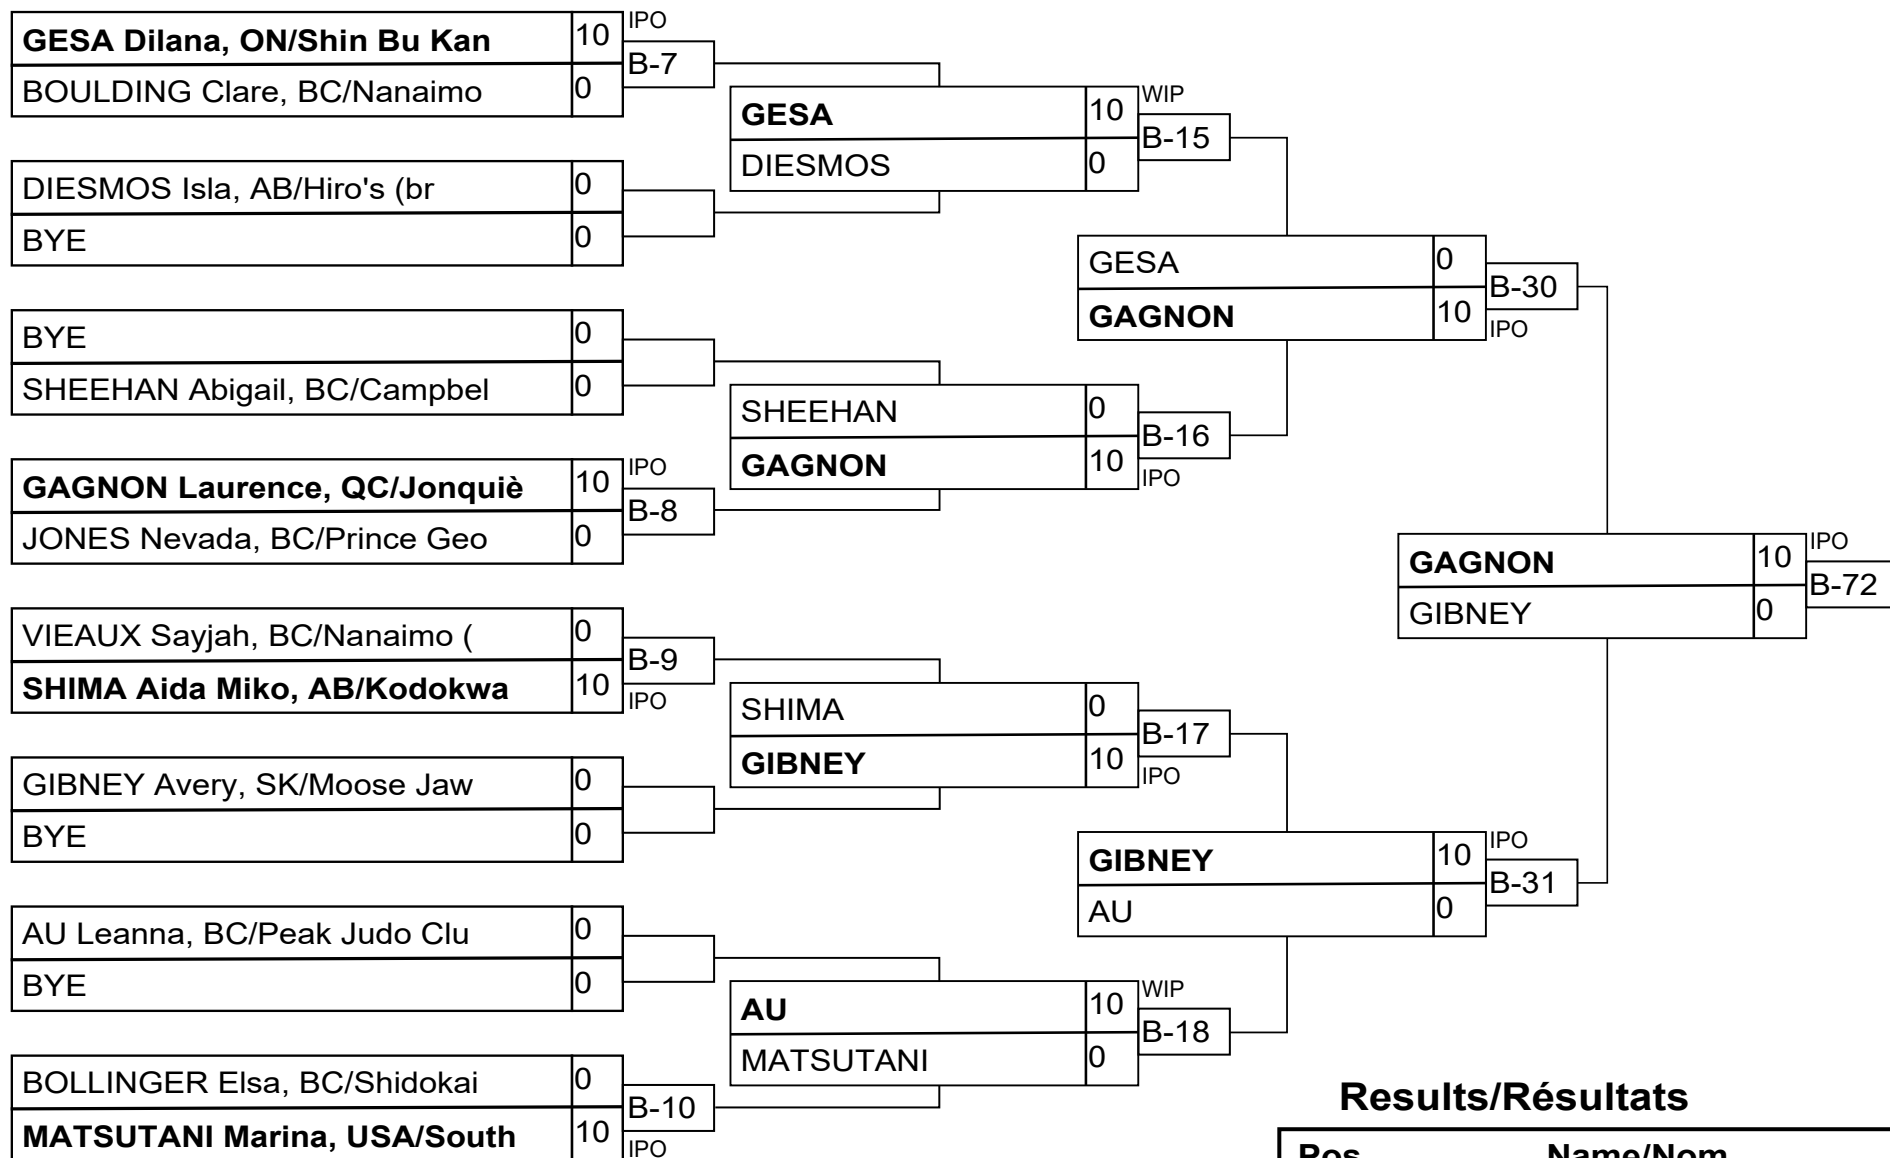 GESA Dilana, ON/Shin Bu Kan 10 IPO
B-7
BOULDING Clare, BC/Nanaimo 0
DIESMOS Isla, AB/Hiro's (br 0
BYE 0
BYE 0
SHEEHAN Abigail, BC/Campbel 0
GAGNON Laurence, QC/Jonquiè 10 IPO
B-8
JONES Nevada, BC/Prince Geo 0
VIEAUX Sayjah, BC/Nanaimo ( 0
B-9
SHIMA Aida Miko, AB/Kodokwa 10 IPO
GIBNEY Avery, SK/Moose Jaw 0
BYE 0
AU Leanna, BC/Peak Judo Clu 0
BYE 0
BOLLINGER Elsa, BC/Shidokai 0
B-10
MATSUTANI Marina, USA/South 10 IPO
GESA 10 WIP
B-15
DIESMOS 0
SHEEHAN 0
B-16
GAGNON 10 IPO
SHIMA 0
B-17
GIBNEY 10 IPO
AU 10 WIP
B-18
MATSUTANI 0
GESA 0
B-30
GAGNON 10 IPO
GIBNEY 10 IPO
B-31
AU 0
GAGNON 10 IPO
B-72
GIBNEY 0
Results/Résultats
Pos Name/Nom